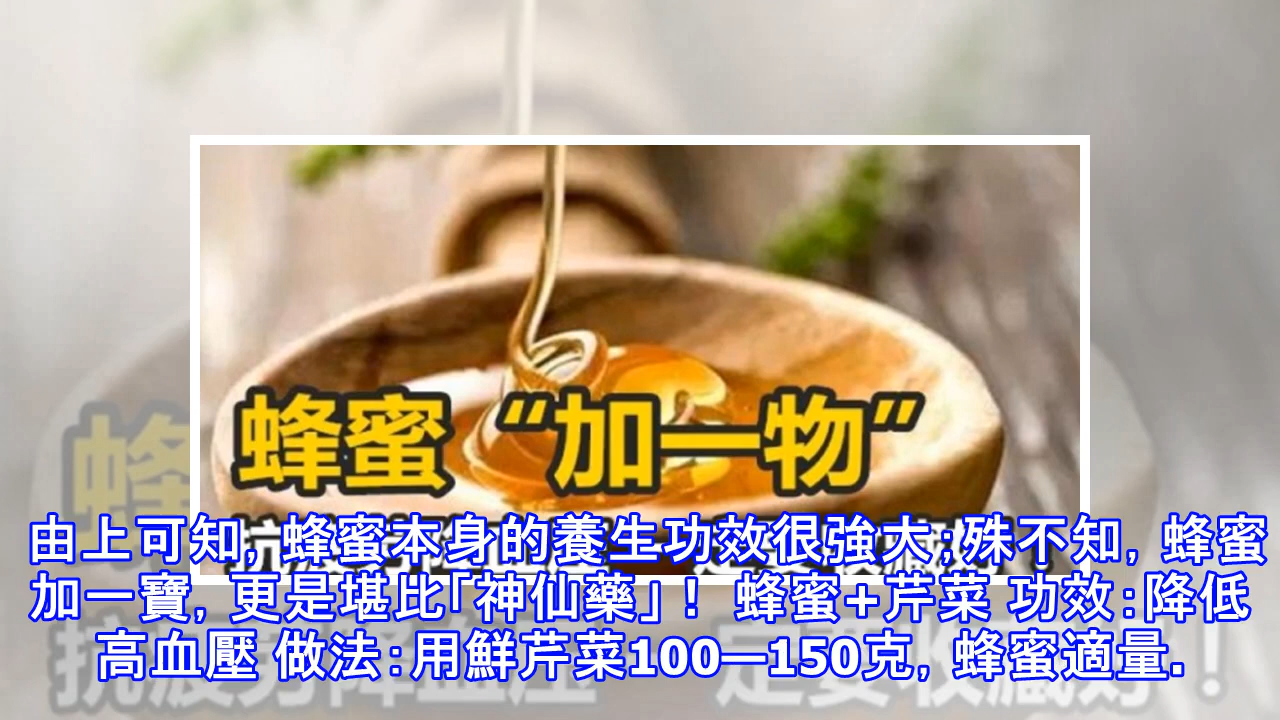 蜂蜜“加一物”
由上可知, 蜂蜜本身的養生功效很強大;殊不知, 蜂蜜
加一寶, 更是堪比「神仙藥」! 蜂蜜+芹菜 功效:降低
高血壓 做法:用鮮芹菜100—150克, 蜂蜜適量.